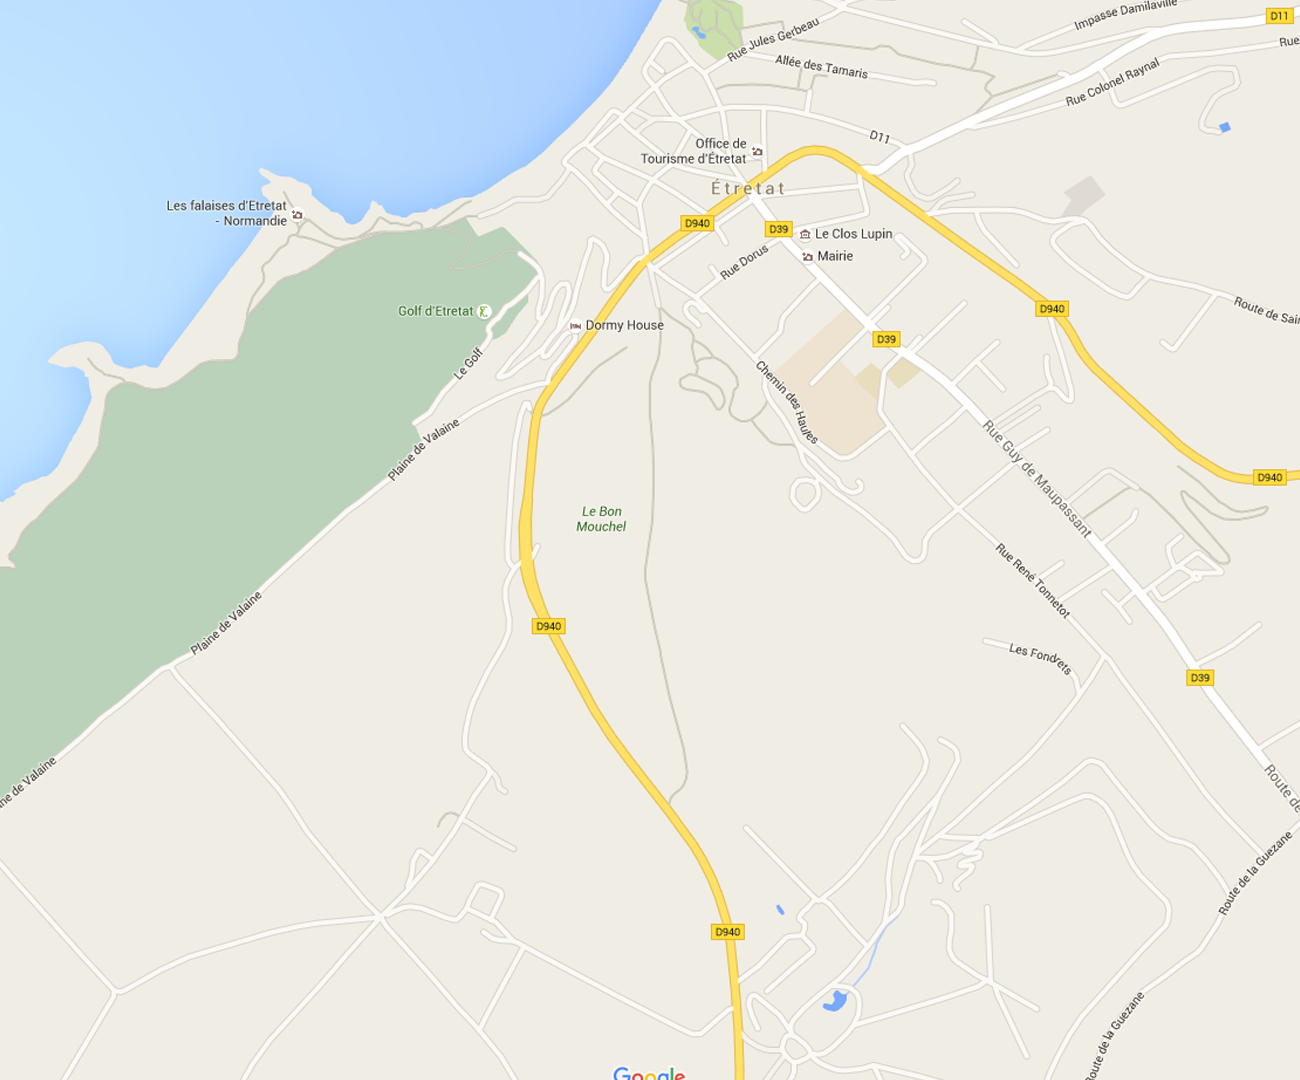 Impasse Damilaville
D11
Rue Jules Gerbeau
Rue
Allée des Tamaris
Rue Colonel Raynal
D11
Office de
Tourisme d'Étretat
Étretat
Les falaises d'Etretat
- Normandie
D940
D39
Le Clos Lupin
Mairie
Rue Dorus
Golf d'Etretat
Dormy House
D940
Route de Sai
D39
Le Golf
Chemin des Haules
Plaine de Valaine
Rue Guy de Maupassant
D940
Le Bon
Mouchel
Rue René Tonnetot
Plaine de Valaine
D940
Les Fondrets
D39
ne de Valaine
Route de
Route de la Guezane
D940
Route de la Guezane
Google